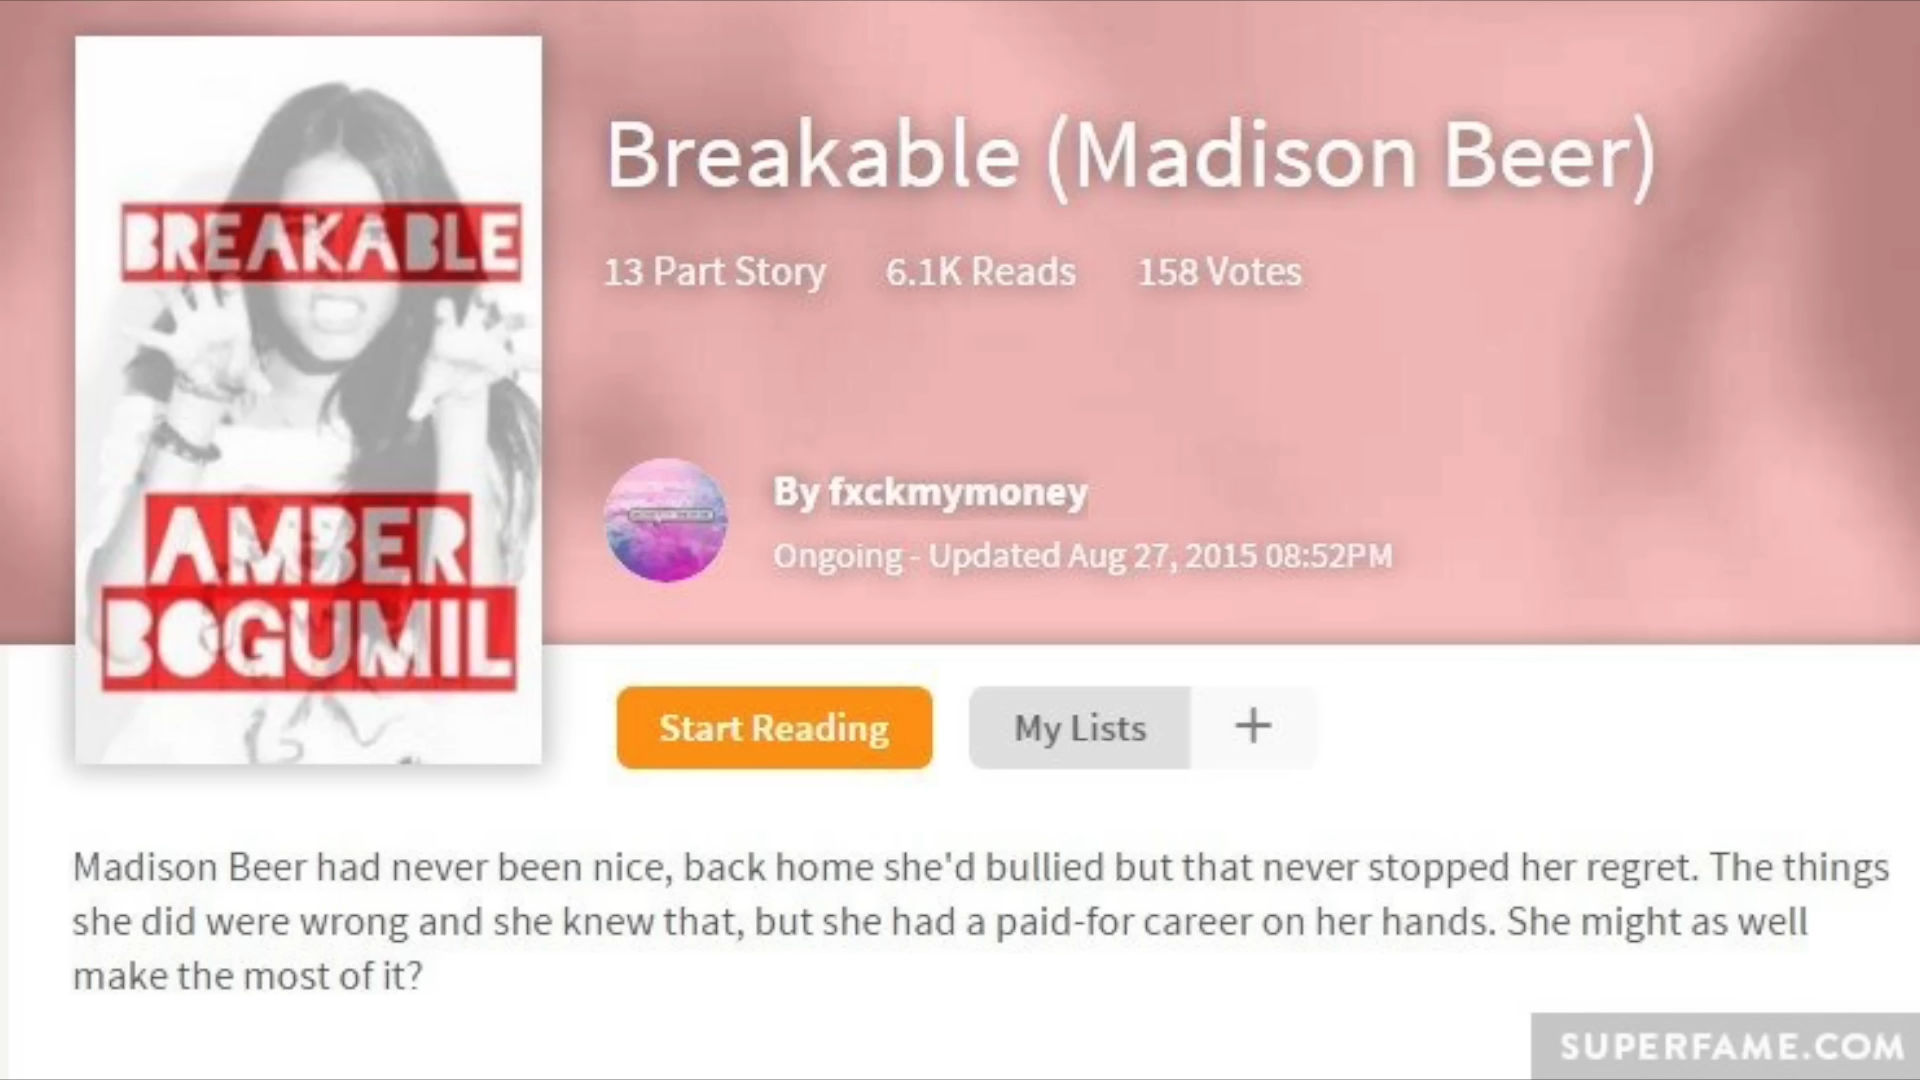 BREAKABLE
AMBER
BOGUMIL
Breakable (Madison Beer)
13 Part Story 6.1K Reads 158 Votes
By fxckmymoney
Ongoing - Updated Aug 27, 2015 08:52PM
Start Reading
My Lists +
Madison Beer had never been nice, back home she'd bullied but that never stopped her regret. The things
she did were wrong and she knew that, but she had a paid-for career on her hands. She might as well
make the most of it?
SUPERFAME.COM